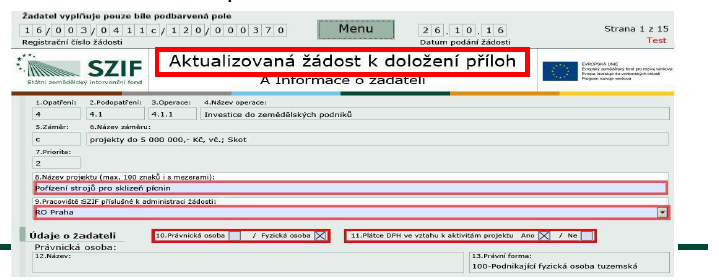 Žadatel vyplňuje pouze bíle podbarvená pole
16/003/0411c/120/000370
Menu
26.10.16
Strana 1 z 15
Registrační číslo žádosti
Datum podání žádosti
Test
SZIF
Státní zemědělský intervenční fond
Aktualizovaná žádost k doložení příloh
A Informace o žadateli
EVROPSKÁ UNIE
Evropský zemědělský fond pro rozvoj venkova
Evropa investuje do venkovských oblastí
Program rozvoje venkova
1.Opatření: 2.Podopatření: 3.Operace: 4.Název operace:
4 4.1 4.1.1 Investice do zemědělských podniků
5.Záměr: 6.Název záměru:
c projekty do 5 000 000,- Kč, vč.; Skot
7.Priorita:
2
8.Název projektu (max. 100 znaků i s mezerami):
Pořízení strojů pro sklizeň pícnin
9.Pracoviště SZIF příslušné k administraci žádosti:
RO Praha
Údaje o žadateli
10.Právnická osoba / Fyzická osoba X
11.Plátce DPH ve vztahu k aktivitám projektu Ano X / Ne
Právnická osoba:
12.Název:
13.Právní forma:
100-Podnikající fyzická osoba tuzemská